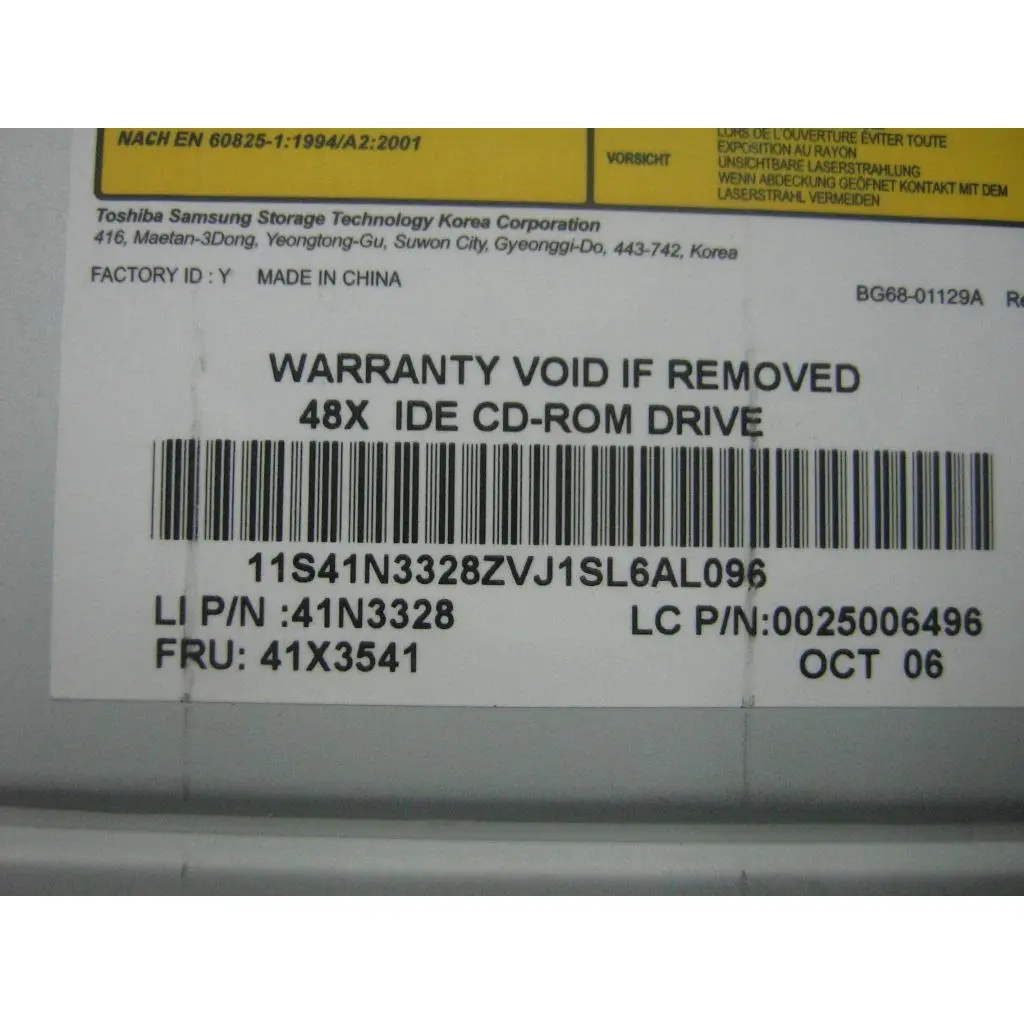 NACH EN 60825-1:1994/A2:2001
VORSICHT
LORS DE L'OUVERTURE ÉVITER TOUTE
EXPOSITION AU RAYON
UNSICHTBARE LASERSTRAHLUNG
WENN ABDECKUNG GEÖFNET KONTAKT MIT DEM
LASERSTRAHL VERMEIDEN
Toshiba Samsung Storage Technology Korea Corporation
416, Maetan-3Dong, Yeongtong-Gu, Suwon City, Gyeonggi-Do, 443-742, Korea
FACTORY ID : Y MADE IN CHINA
BG68-01129A
WARRANTY VOID IF REMOVED
48X IDE CD-ROM DRIVE
11S41N3328ZVJ1SL6AL096
LI P/N :41N3328 LC P/N:0025006496
FRU: 41X3541 OCT 06